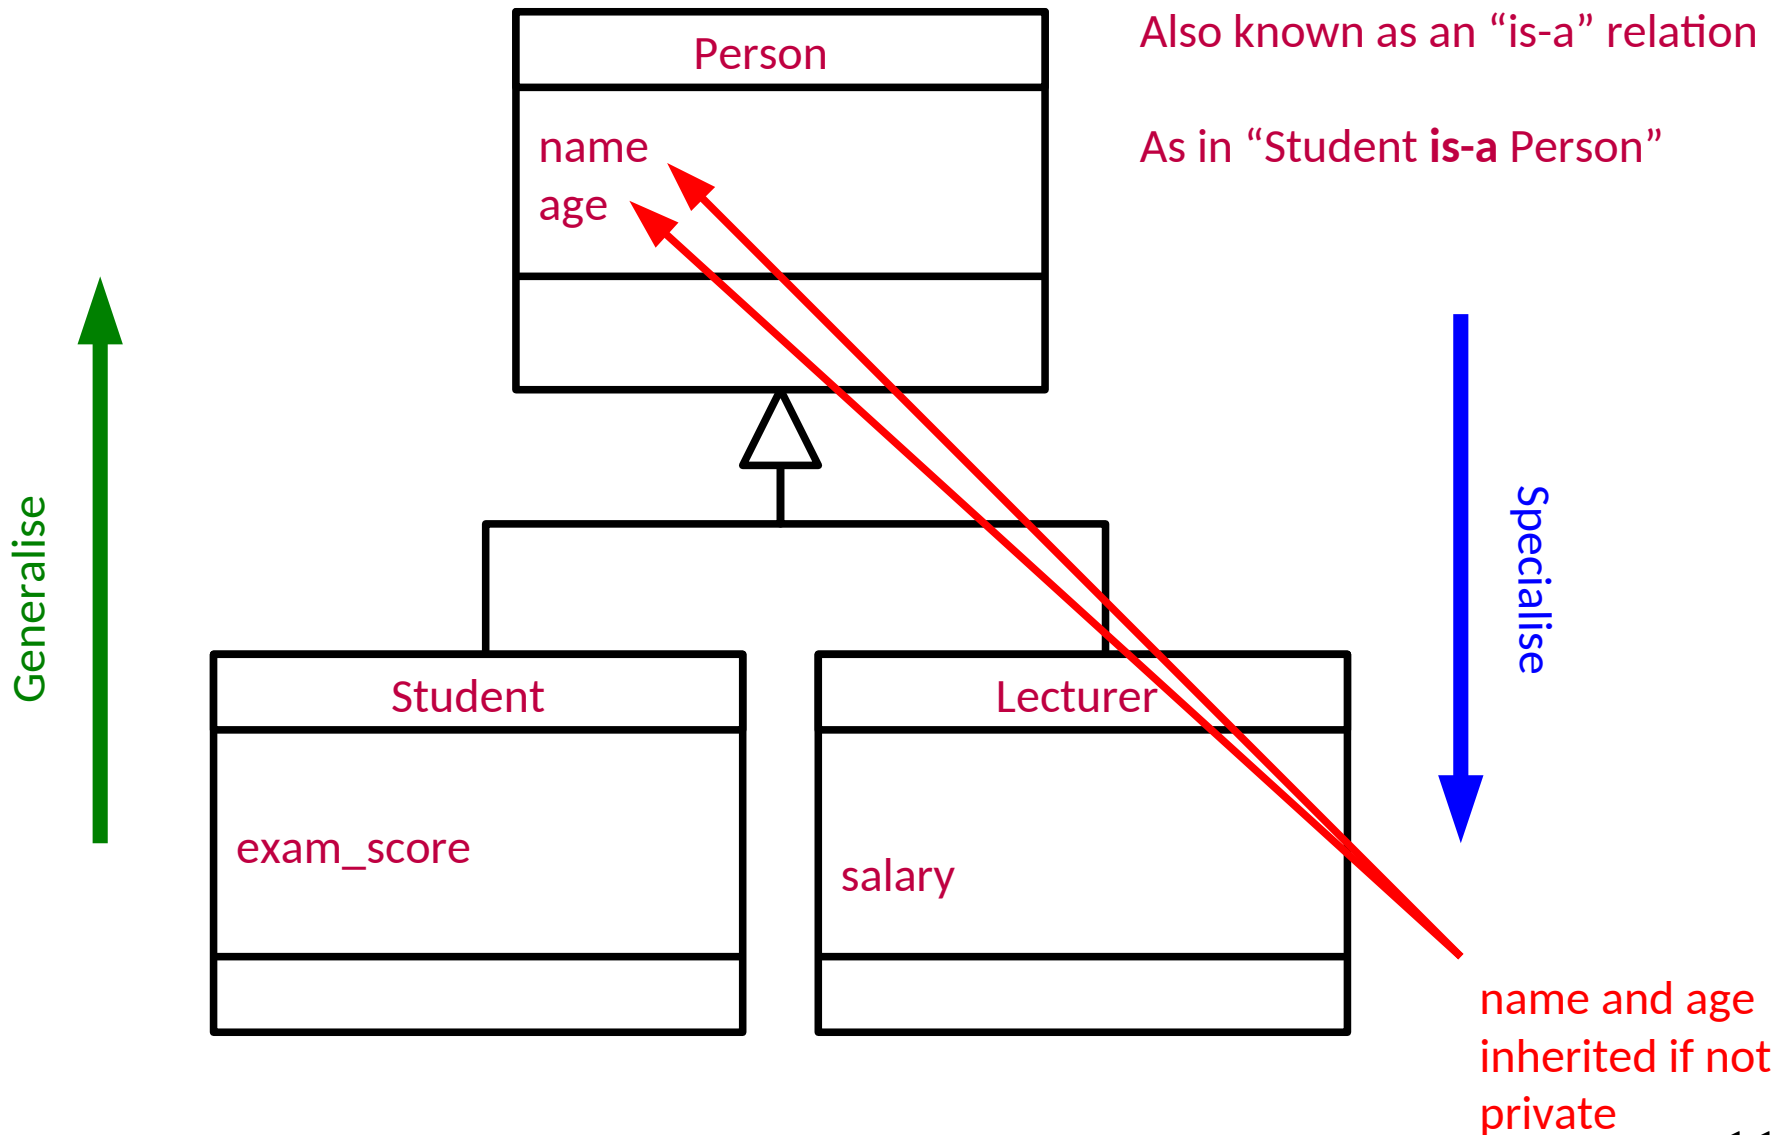 Person
Also known as an “is-a” relation
name
As in “Student is-a Person”
age
Generalise
Specialise
Student
Lecturer
exam_score
salary
name and age
inherited if not
private